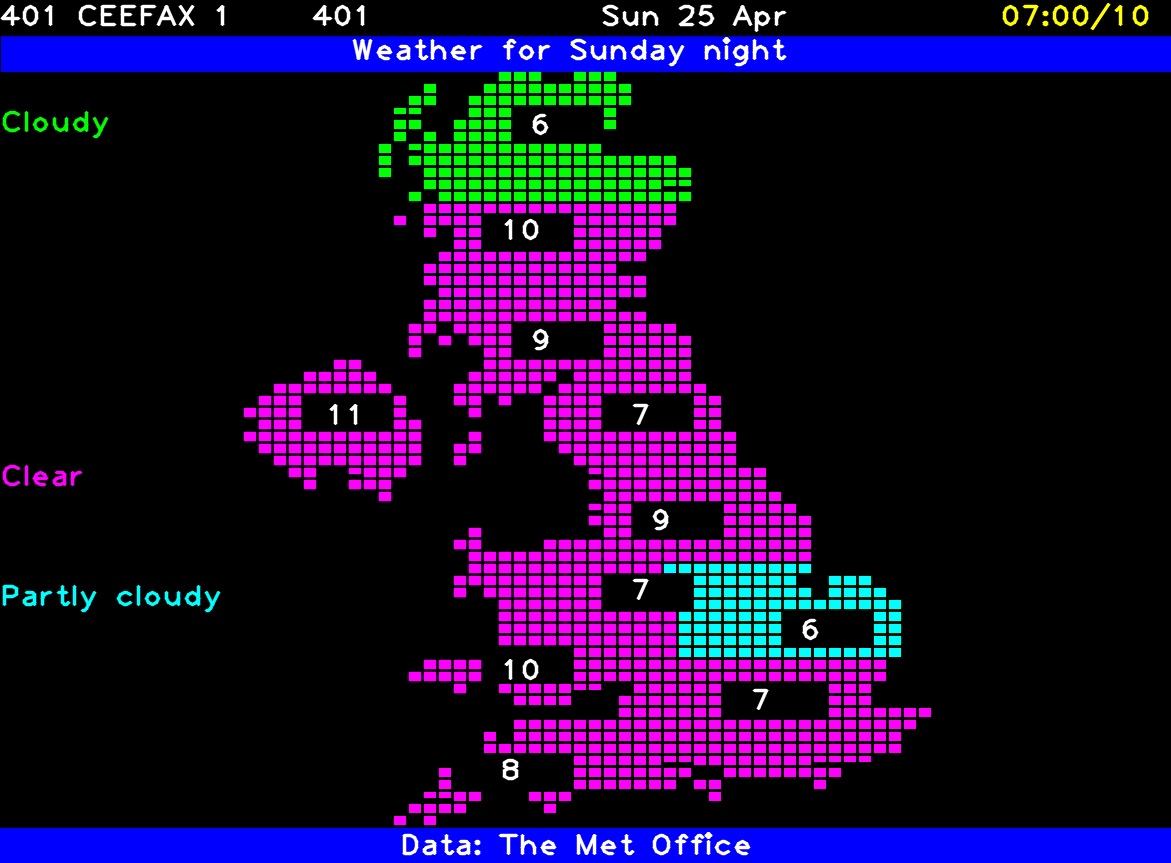 401 CEEFAX 1 401 Sun 25 Apr 07:00/10
Weather for Sunday night
Cloudy
6
10
9
11
7
Clear
9
7
Partly cloudy
6
10
7
8
Data: The Met Office